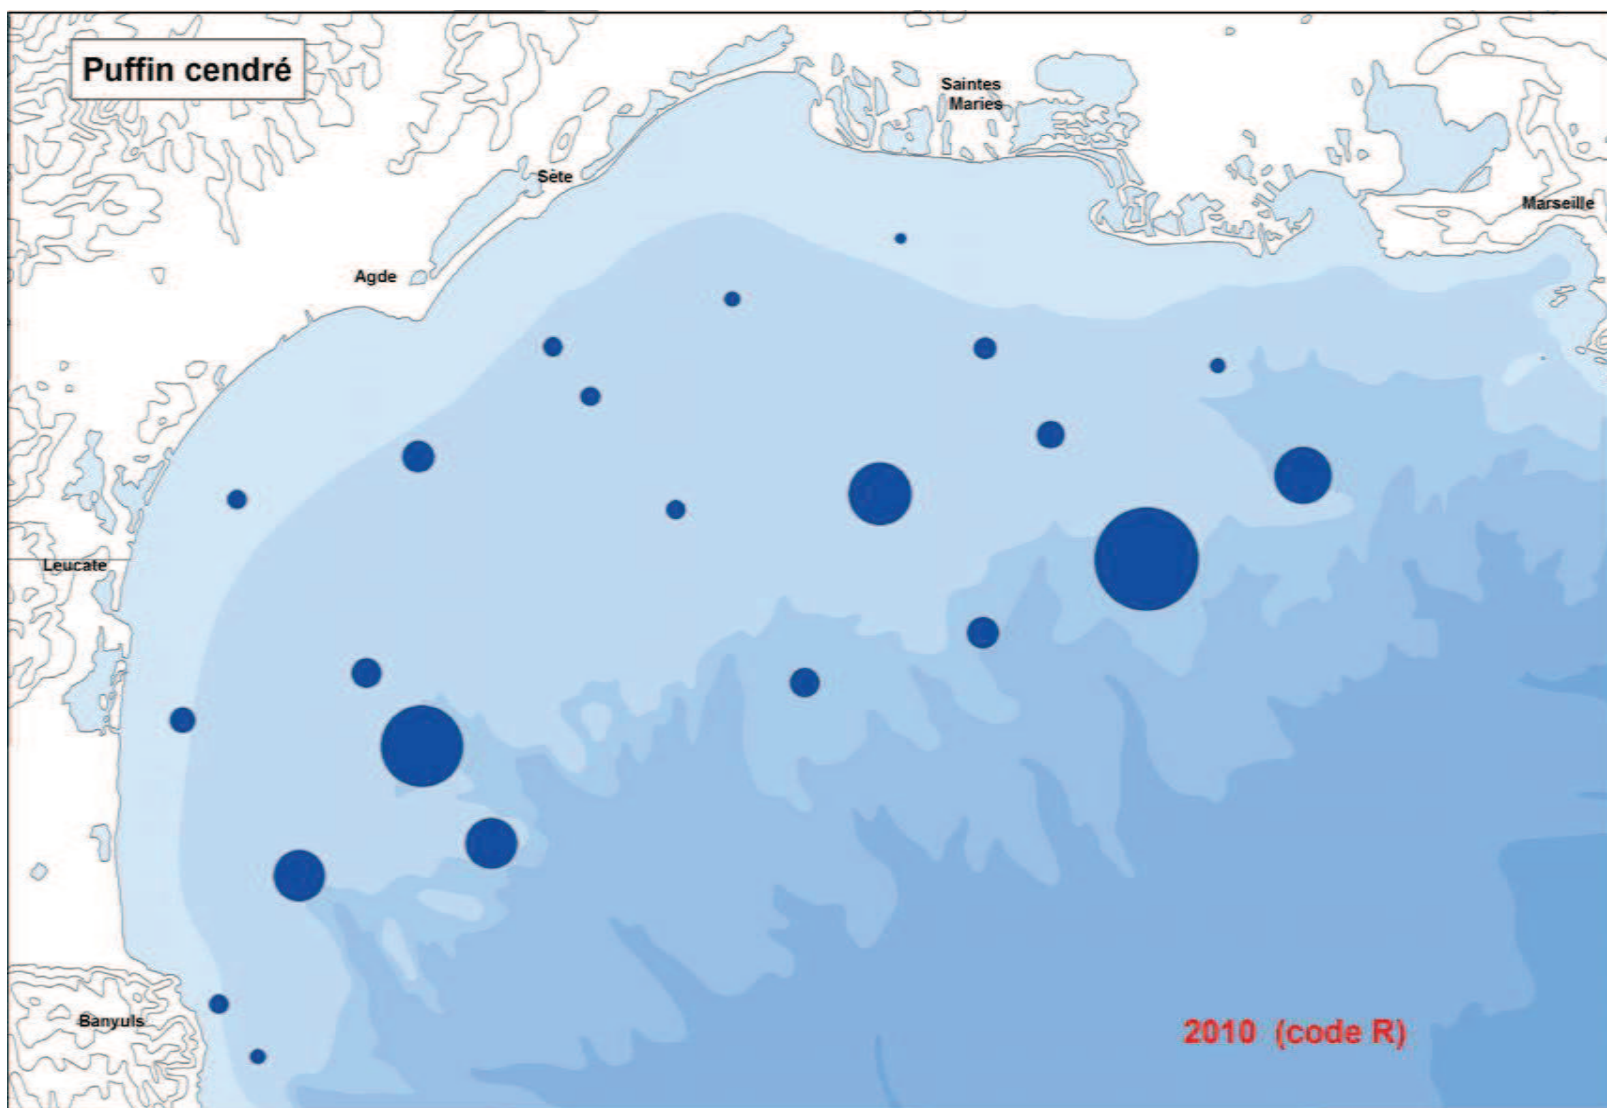 Puffin cendré
Saintes
Maries
Sète
Marseille
Agde
Leucate
Banyuls
2010 (code R)